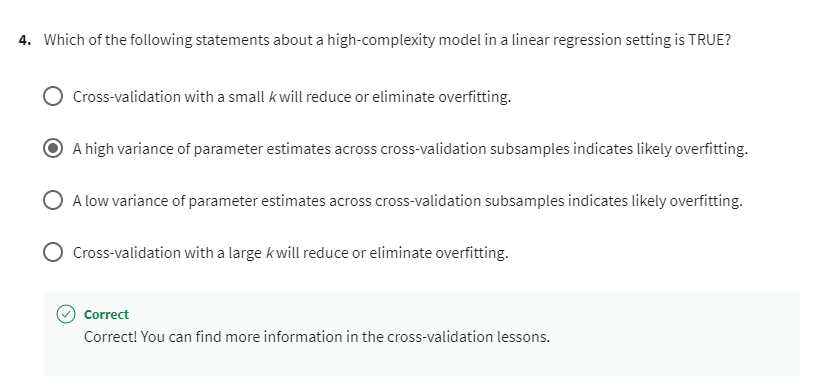 4. Which of the following statements about a high-complexity model in a linear regression setting is TRUE?
Cross-validation with a small k will reduce or eliminate overfitting.
A high variance of parameter estimates across cross-validation subsamples indicates likely overfitting.
A low variance of parameter estimates across cross-validation subsamples indicates likely overfitting.
Cross-validation with a large k will reduce or eliminate overfitting.
Correct
Correct! You can find more information in the cross-validation lessons.